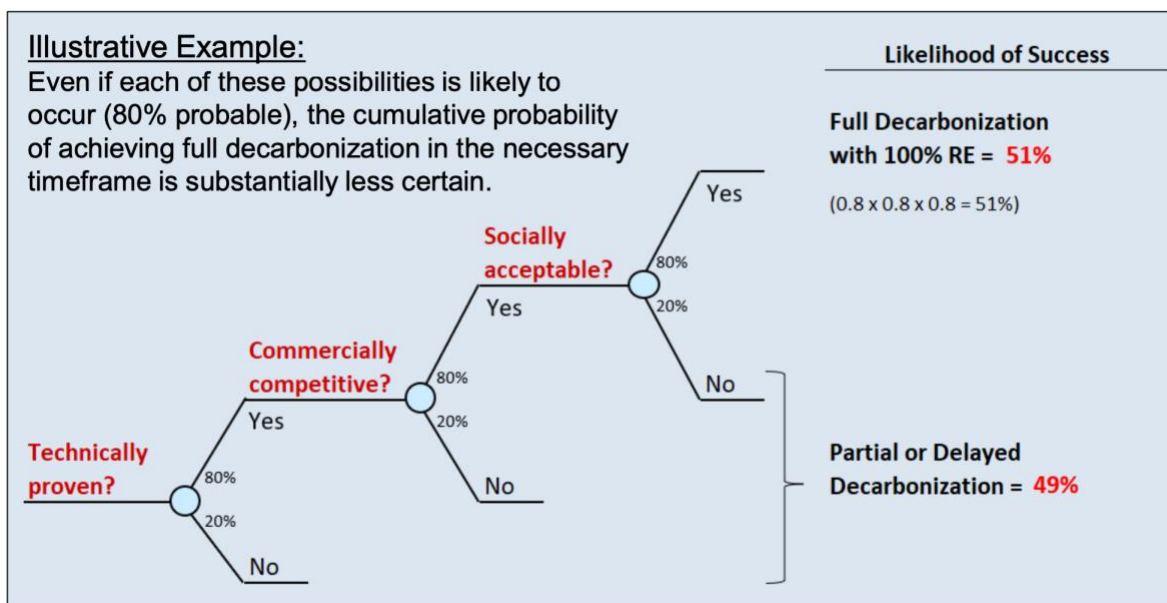 Illustrative Example:
Even if each of these possibilities is likely to
occur (80% probable), the cumulative probability
of achieving full decarbonization in the necessary
timeframe is substantially less certain.
Likelihood of Success
Full Decarbonization
with 100% RE = 51%
(0.8 x 0.8 x 0.8 = 51%)
Yes
Socially
acceptable?
80%
20%
Yes
No
Commercially
competitive?
80%
20%
Yes
No
Technically
proven?
80%
20%
No
Partial or Delayed
Decarbonization = 49%